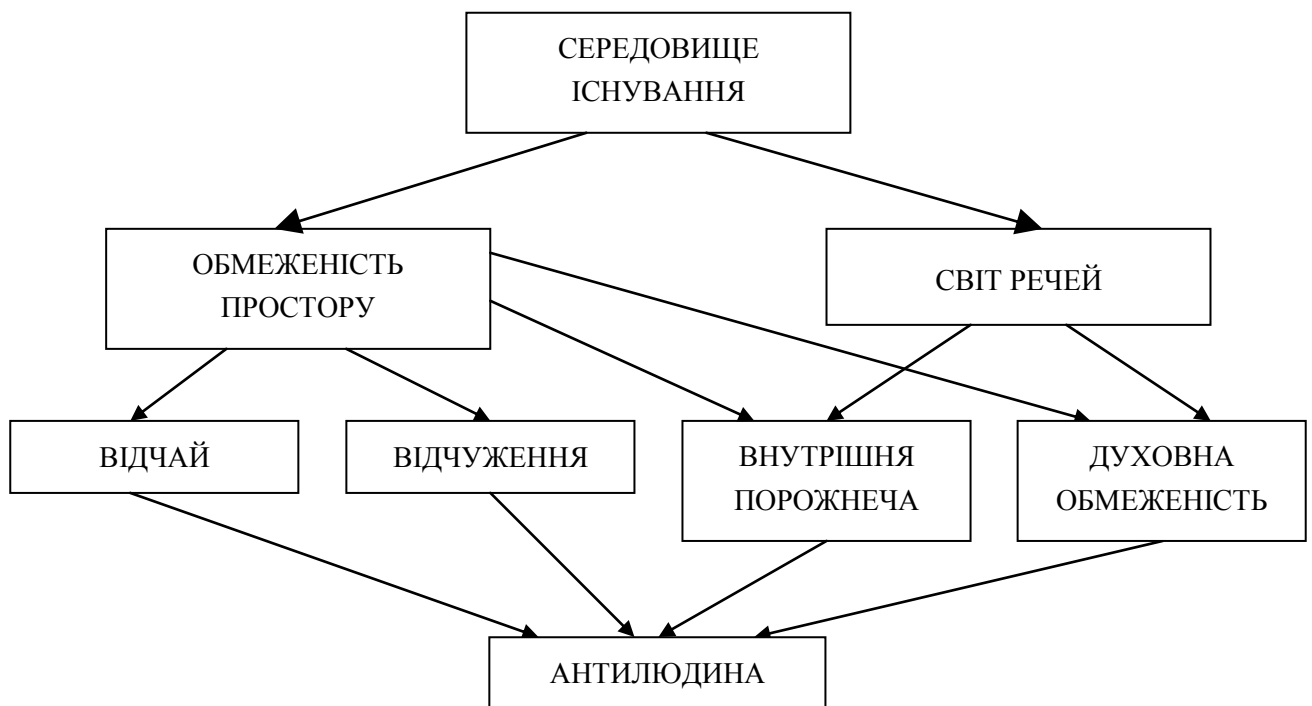 СЕРЕДОВИЩЕ
ІСНУВАННЯ
ОБМЕЖЕНІСТЬ
ПРОСТОРУ
СВІТ РЕЧЕЙ
ВІДЧАЙ
ВІДЧУЖЕННЯ
ВНУТРІШНЯ
ПОРОЖНЕЧА
ДУХОВНА
ОБМЕЖЕНІСТЬ
АНТИЛЮДИНА